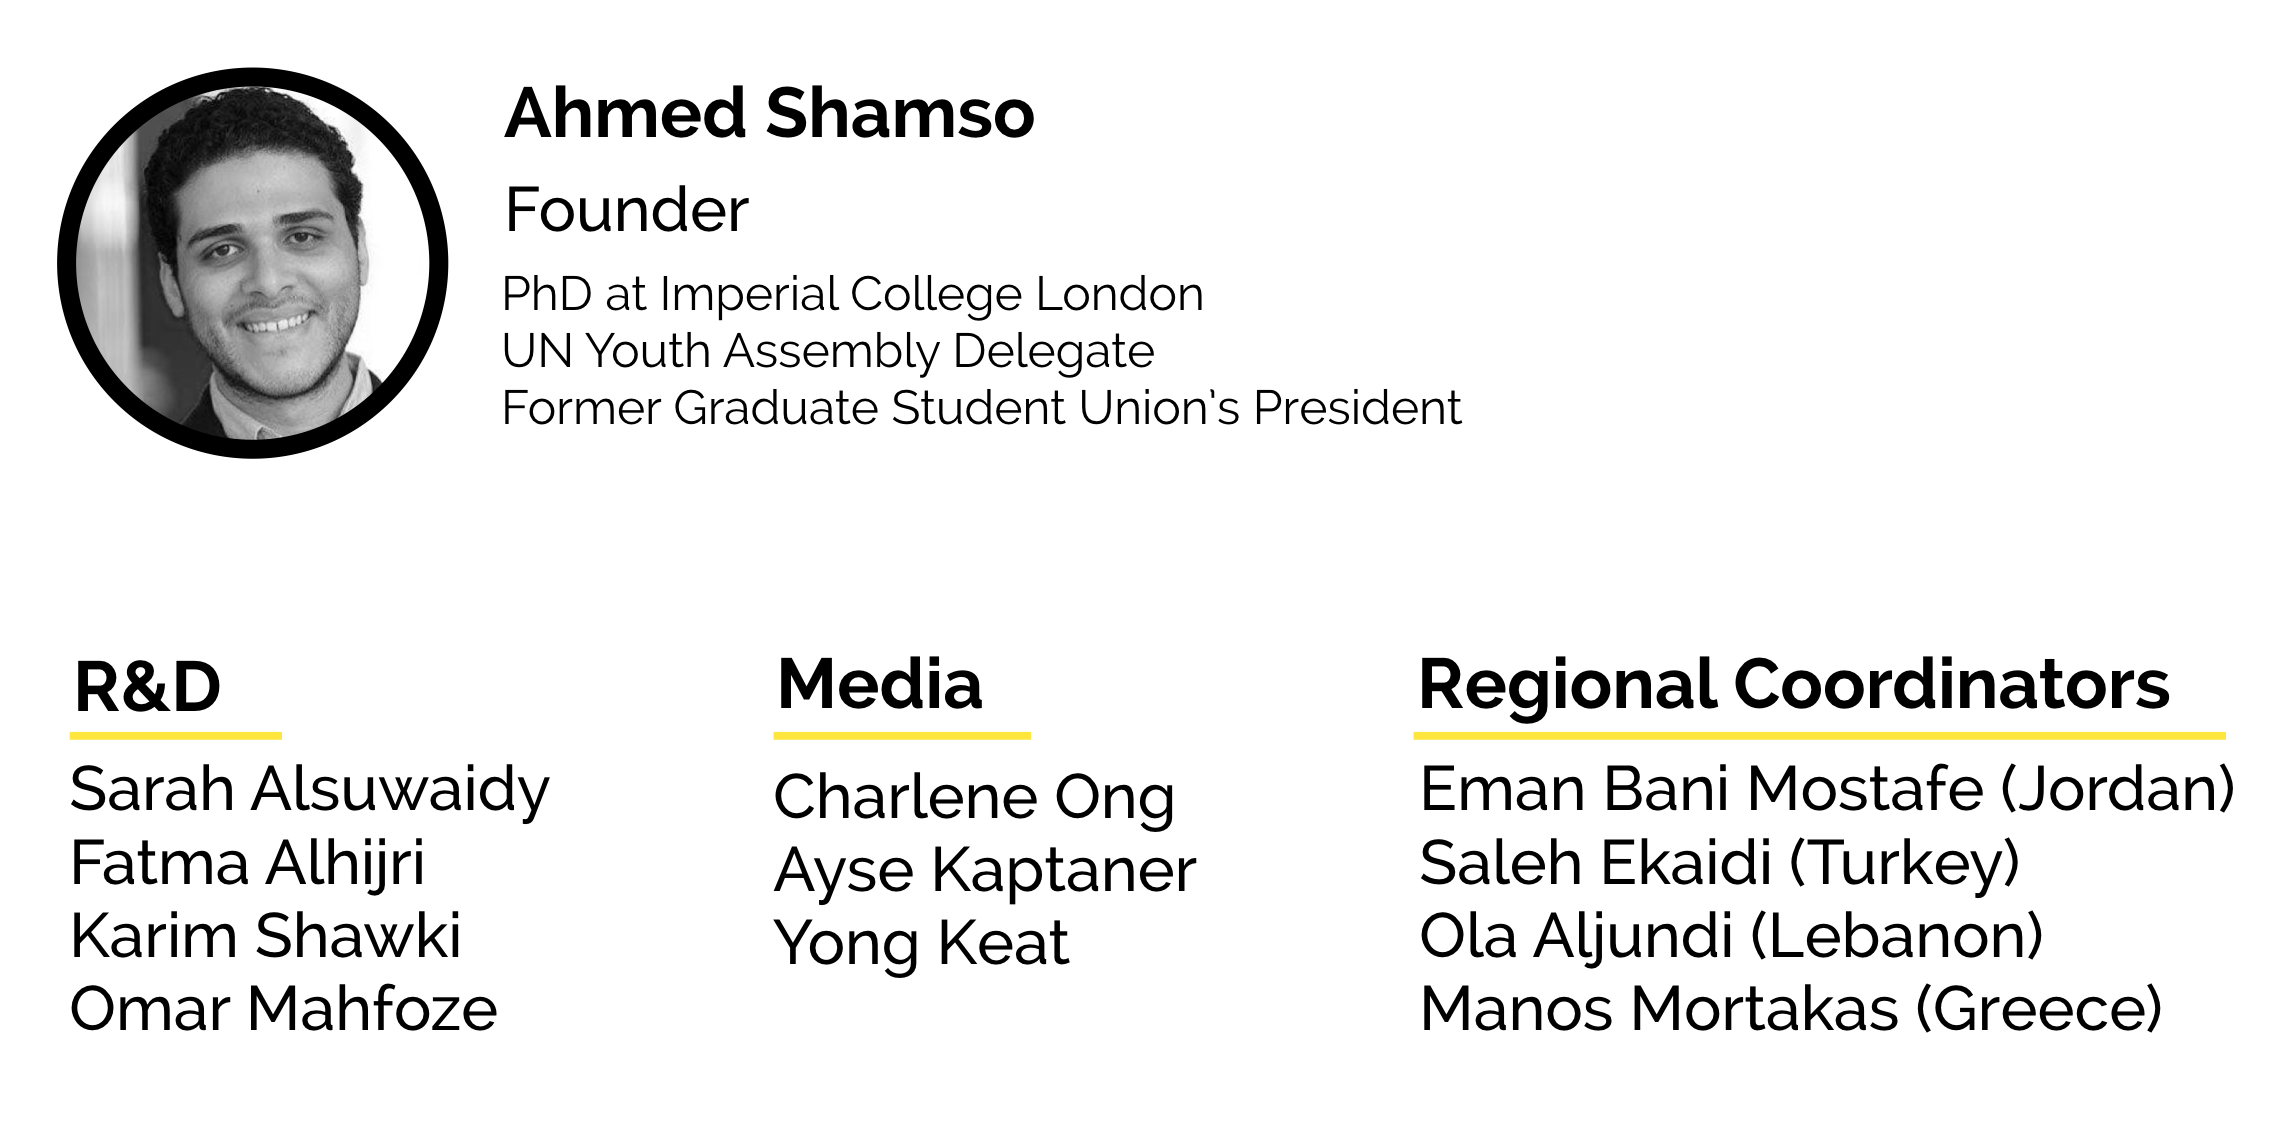 Ahmed Shamso
Founder
PhD at Imperial College London
UN Youth Assembly Delegate
Former Graduate Student Union's President
R&D
Sarah Alsuwaidy
Fatma Alhijri
Karim Shawki
Omar Mahfoze
Media
Charlene Ong
Ayse Kaptaner
Yong Keat
Regional Coordinators
Eman Bani Mostafe (Jordan)
Saleh Ekaidi (Turkey)
Ola Aljundi (Lebanon)
Manos Mortakas (Greece)